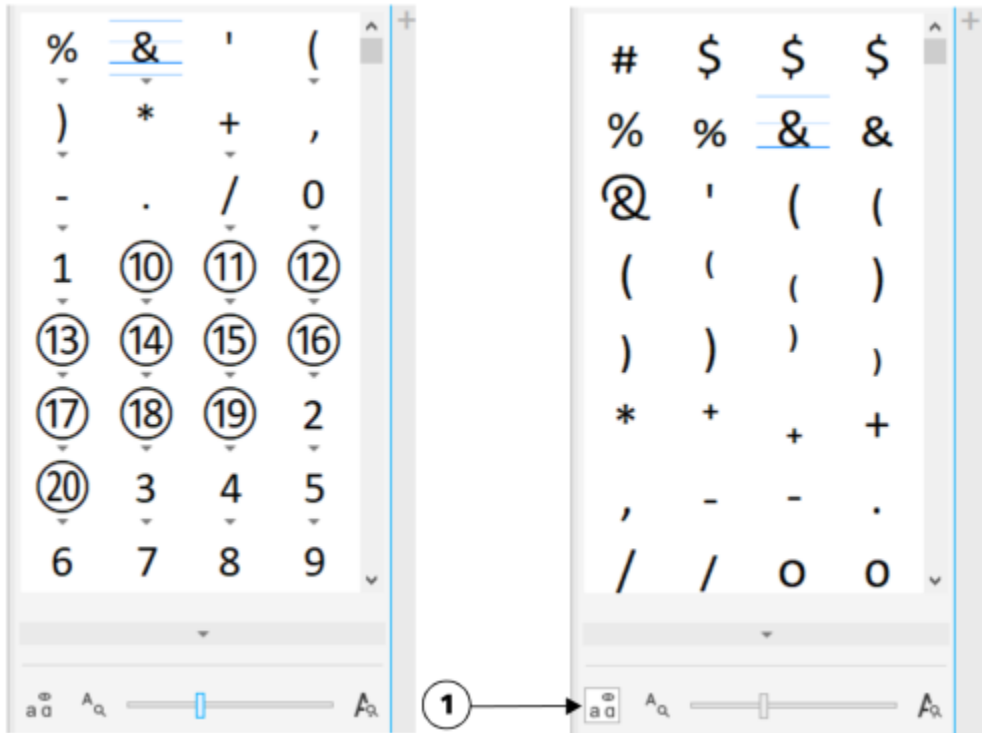 % & ' (
) * + ,
- . / 0
1 ⑩ ⑪ ⑫
⑬ ⑭ ⑮ ⑯
⑰ ⑱ ⑲ 2
⑳ 3 4 5
6 7 8 9
# $ $ $
% % & &
& ' ( (
( ( ( )
) ) ) )
* + + +
, - - .
/ / o o
1